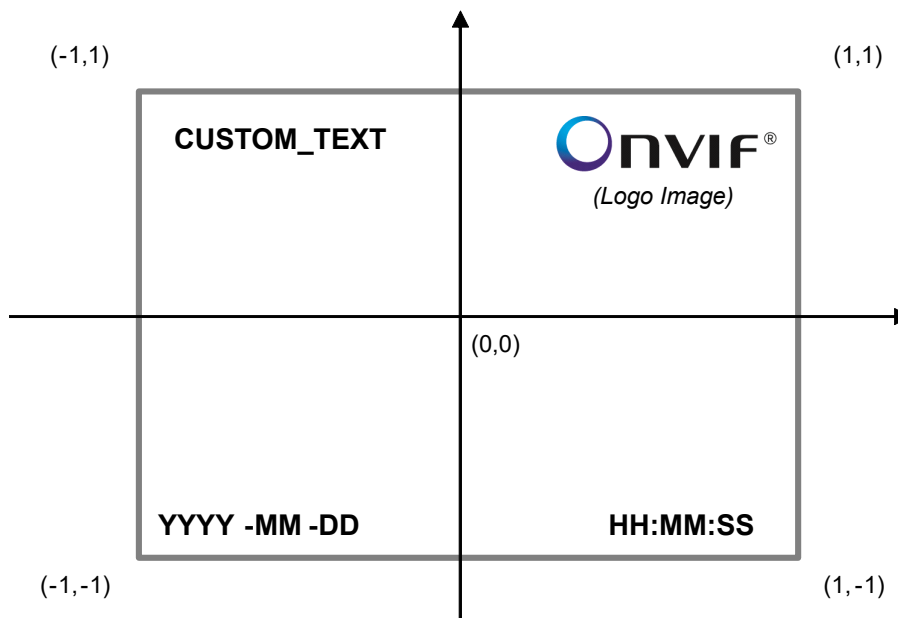 (-1,1) (1,1)
CUSTOM_TEXT ONVIF®
(Logo Image)
(0,0)
YYYY -MM -DD HH:MM:SS
(-1,-1) (1,-1)